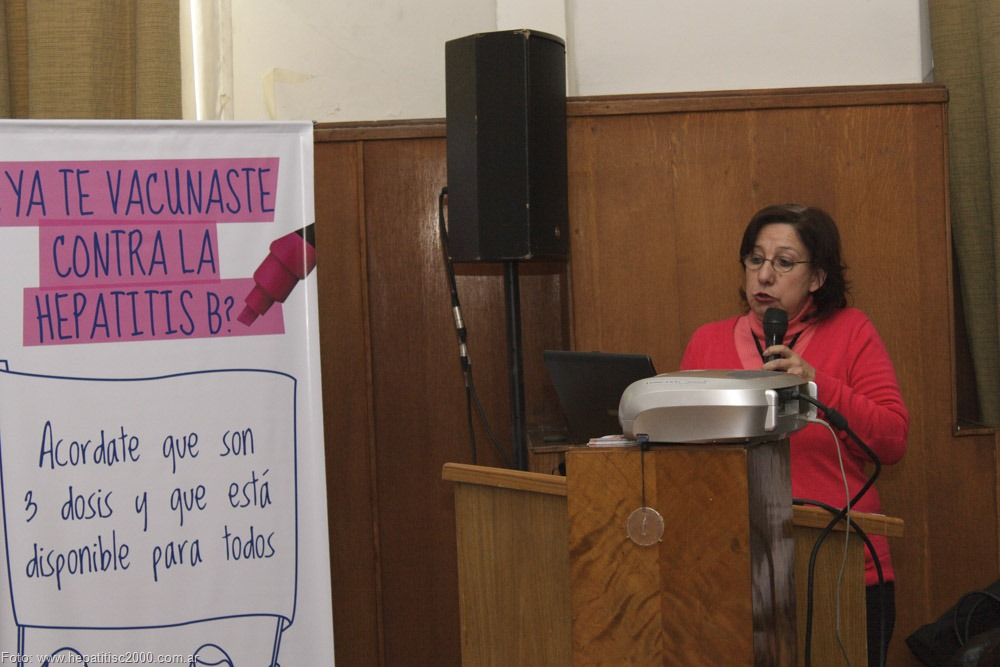 YA TE VACUNASTE
CONTRA LA
HEPATITIS B?
Acordate que son
3 dosis y que está
disponible para todos
Foto: www.hepatitisc2000.com.ar